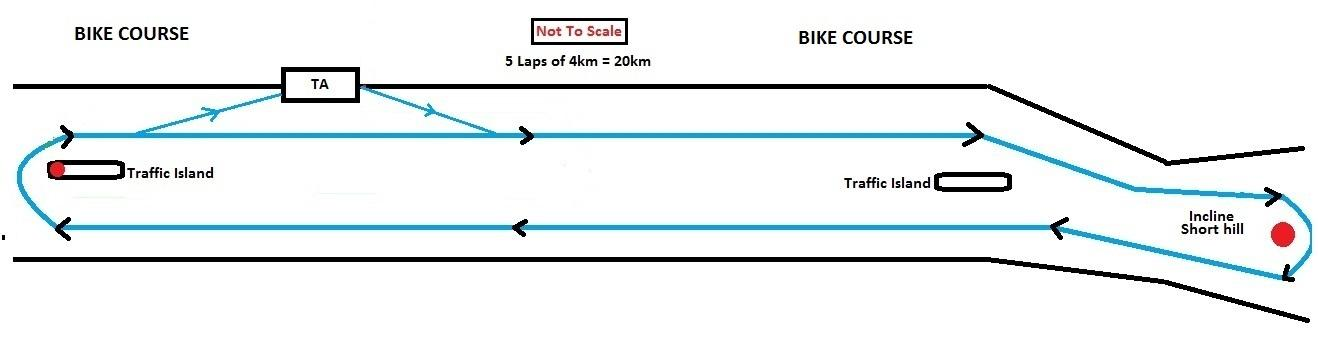 BIKE COURSE
Not To Scale
BIKE COURSE
5 Laps of 4km = 20km
TA
Traffic Island
Traffic Island
Incline
Short hill